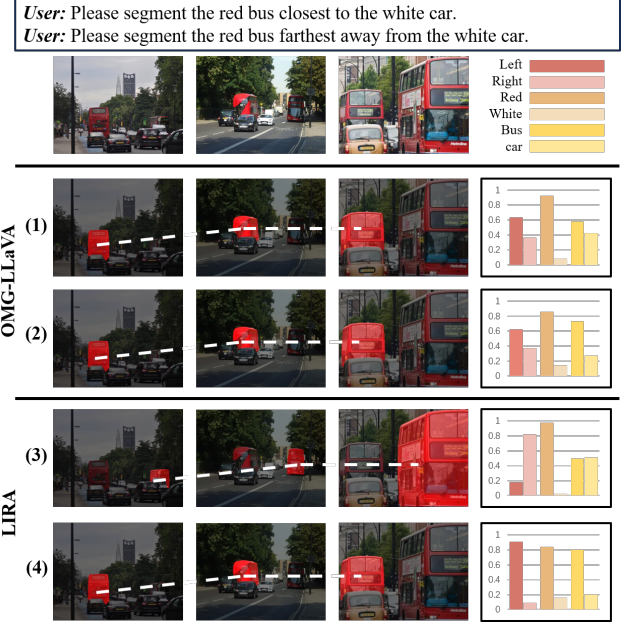 User: Please segment the red bus closest to the white car.
User: Please segment the red bus farthest away from the white car.
Left
Right
Red
White
Bus
car
OMG-LLaVA
(1)
1
0.8
0.6
0.4
0.2
0
(2)
1
0.8
0.6
0.4
0.2
0
LIRA
(3)
1
0.8
0.6
0.4
0.2
0
(4)
1
0.8
0.6
0.4
0.2
0